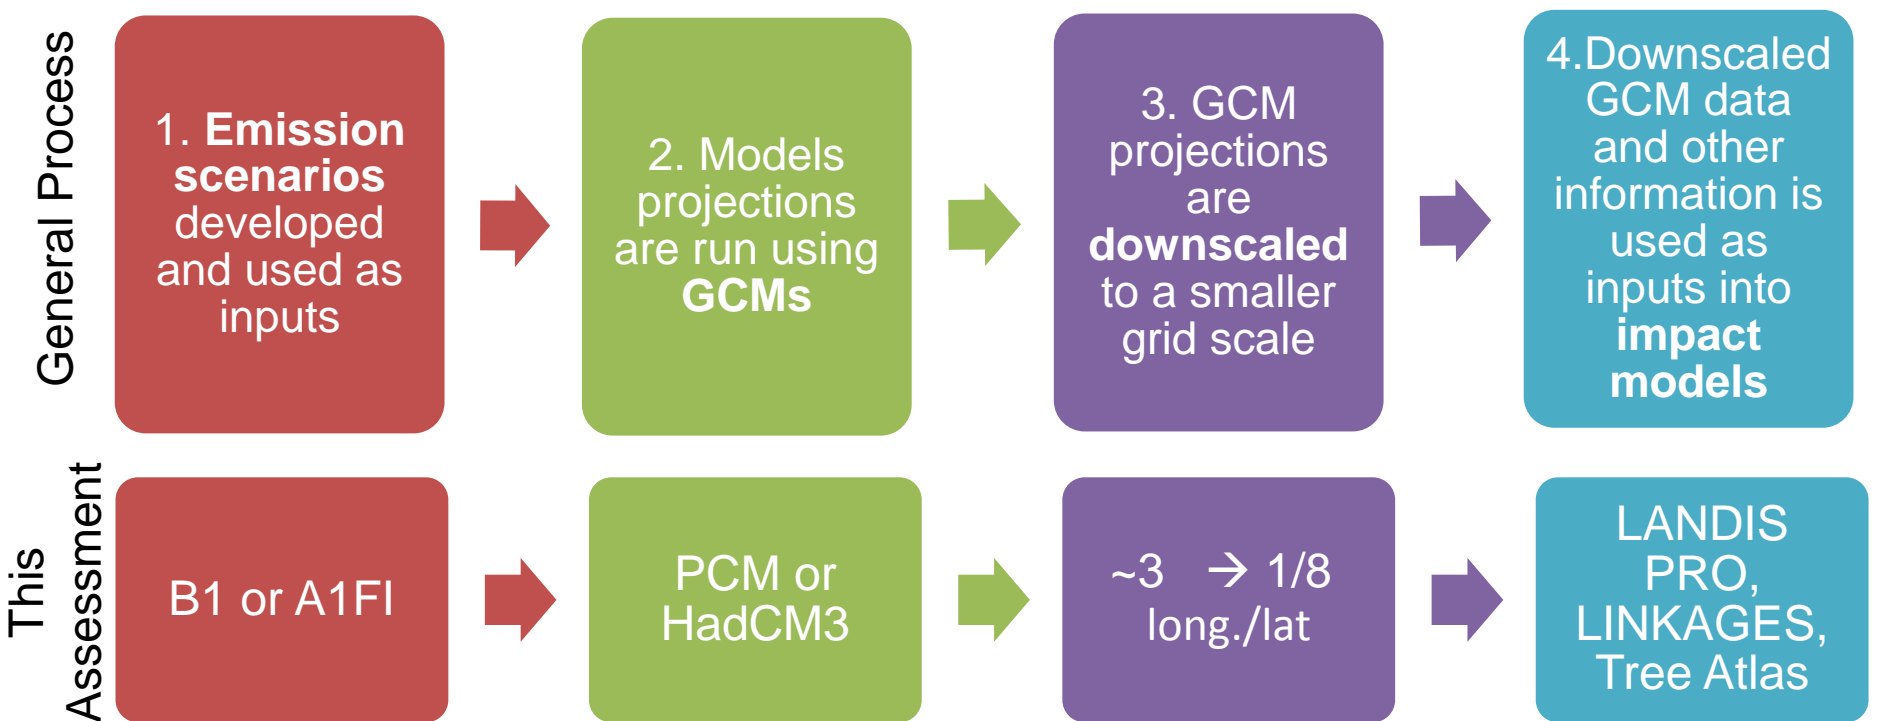 General Process
1. Emission
scenarios
developed
and used as
inputs
2. Models
projections
are run using
GCMs
3. GCM
projections
are
downscaled
to a smaller
grid scale
4.Downscaled
GCM data
and other
information is
used as
inputs into
impact
models
This
Assessment
B1 or A1FI
PCM or
HadCM3
~3 → 1/8
long./lat
LANDIS
PRO,
LINKAGES,
Tree Atlas